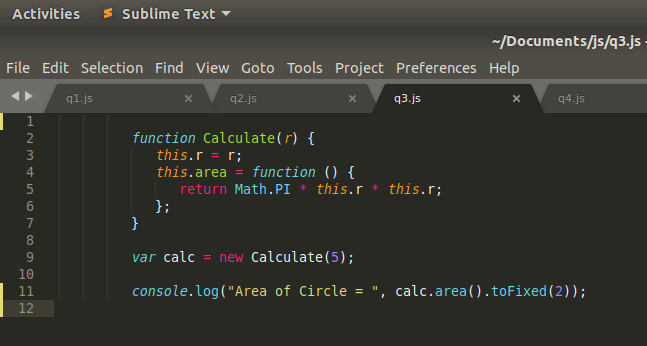 Activities Sublime Text
~/Documents/js/q3.js -
File Edit Selection Find View Goto Tools Project Preferences Help
q1.js × q2.js × q3.js × q4.js
1
2 function Calculate(r) {
3 this.r = r;
4 this.area = function () {
5 return Math.PI * this.r * this.r;
6 };
7 }
8
9 var calc = new Calculate(5);
10
11 console.log("Area of Circle = ", calc.area().toFixed(2));
12